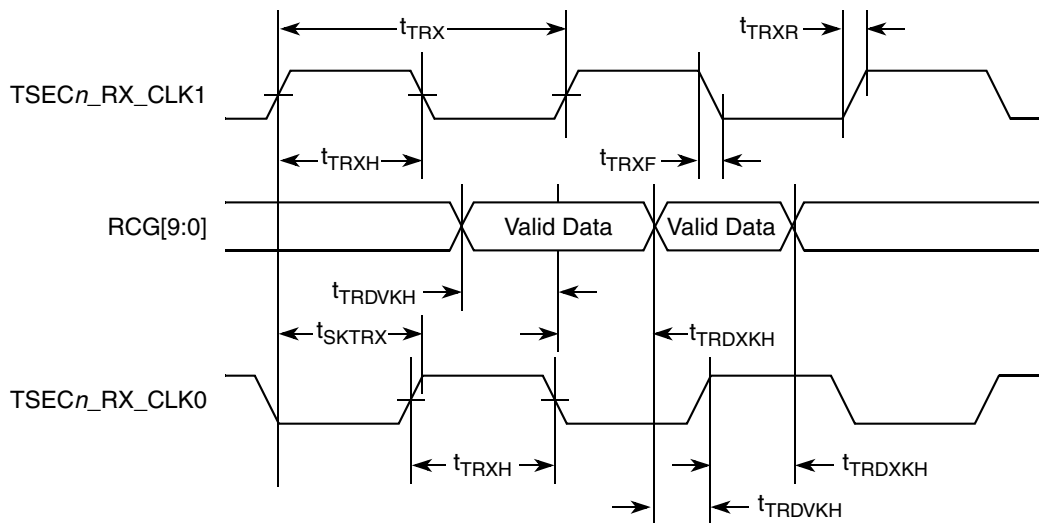 tTRX
tTRXR
TSECn_RX_CLK1
tTRXH
tTRXF
RCG[9:0]
Valid Data
Valid Data
tTRDVKH
tSKTRX
tTRDXKH
TSECn_RX_CLK0
tTRXH
tTRDXKH
tTRDVKH